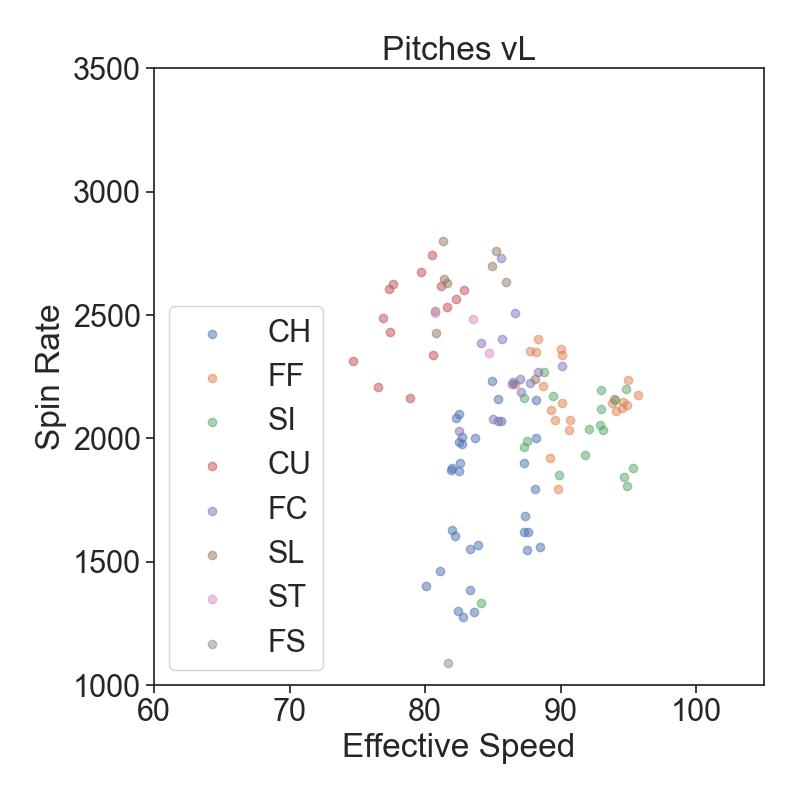 Pitches vL
3500
3000
2500
2000
1500
1000
Spin Rate
CH
FF
SI
CU
FC
SL
ST
FS
60 70 80 90 100
Effective Speed